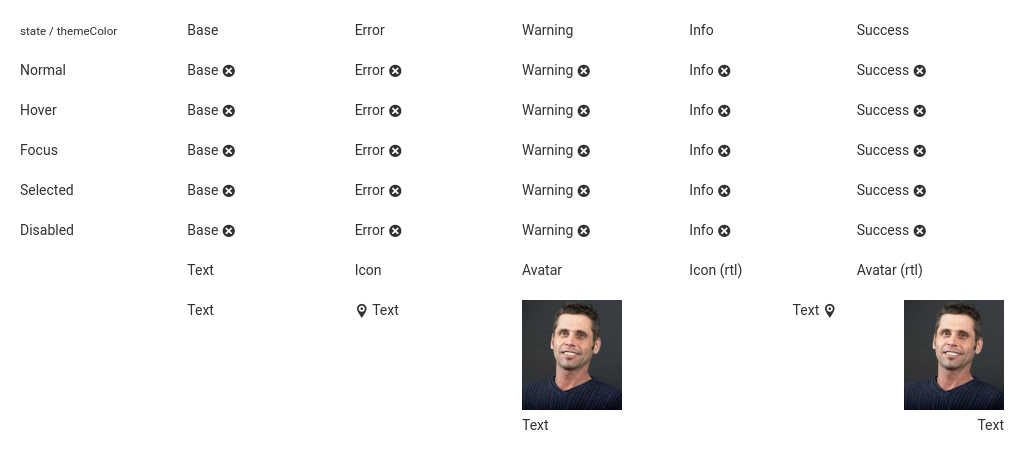 state / themeColor Base Error Warning Info Success
Normal Base Error Warning Info Success
Hover Base Error Warning Info Success
Focus Base Error Warning Info Success
Selected Base Error Warning Info Success
Disabled Base Error Warning Info Success
Text Icon Avatar Icon (rtl) Avatar (rtl)
Text Text Text
Text Text